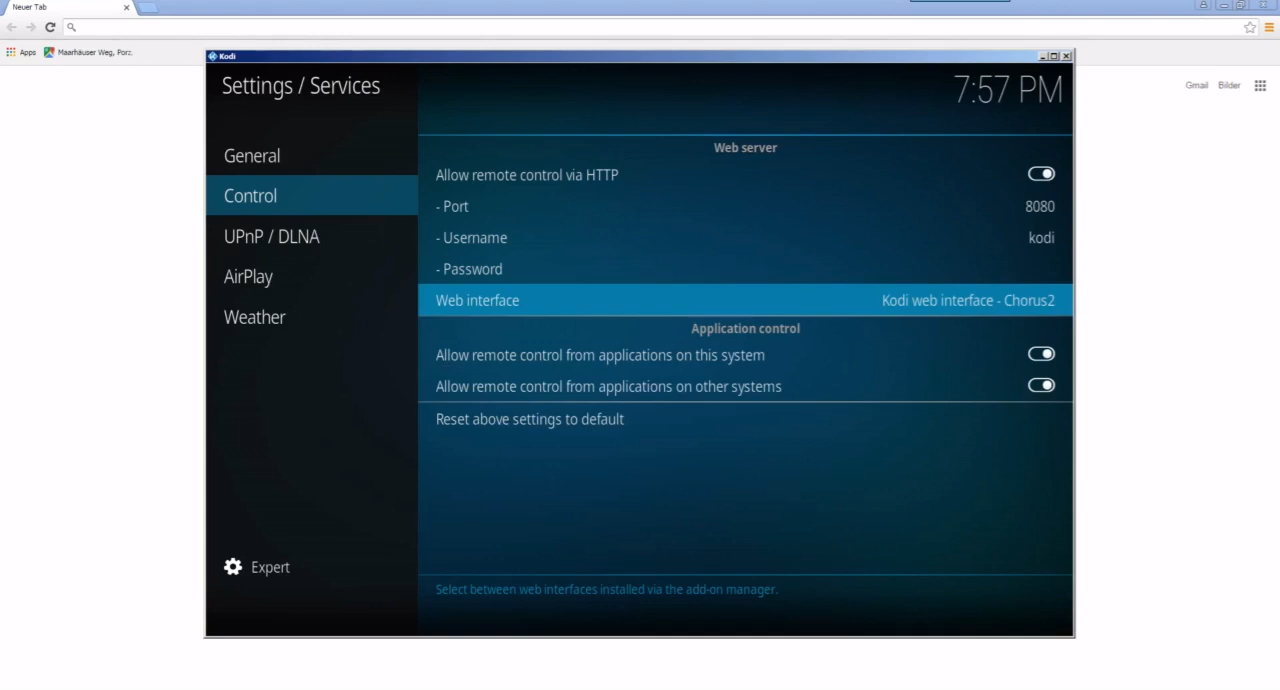 Neuer Tab
Apps Maarhäuser Weg, Porz.
Kodi
Gmail Bilder
Settings / Services
7:57 PM
General
Control
UPnP / DLNA
AirPlay
Weather
Expert
Web server
Allow remote control via HTTP
- Port 8080
- Username kodi
- Password
Web interface Kodi web interface - Chorus2
Application control
Allow remote control from applications on this system
Allow remote control from applications on other systems
Reset above settings to default
Select between web interfaces installed via the add-on manager.